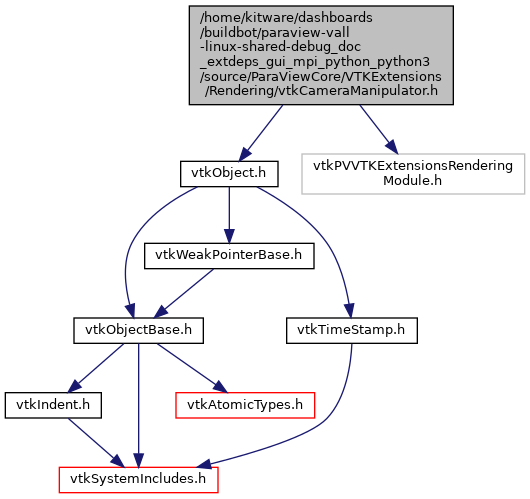 /home/kitware/dashboards
/buildbot/paraview-vall
-linux-shared-debug_doc
_extdeps_gui_mpi_python_python3
/source/ParaViewCore/VTKExtensions
/Rendering/vtkCameraManipulator.h
vtkObject.h
vtkPVVTKExtensionsRendering
Module.h
vtkWeakPointerBase.h
vtkObjectBase.h
vtkTimeStamp.h
vtkIndent.h
vtkAtomicTypes.h
vtkSystemIncludes.h